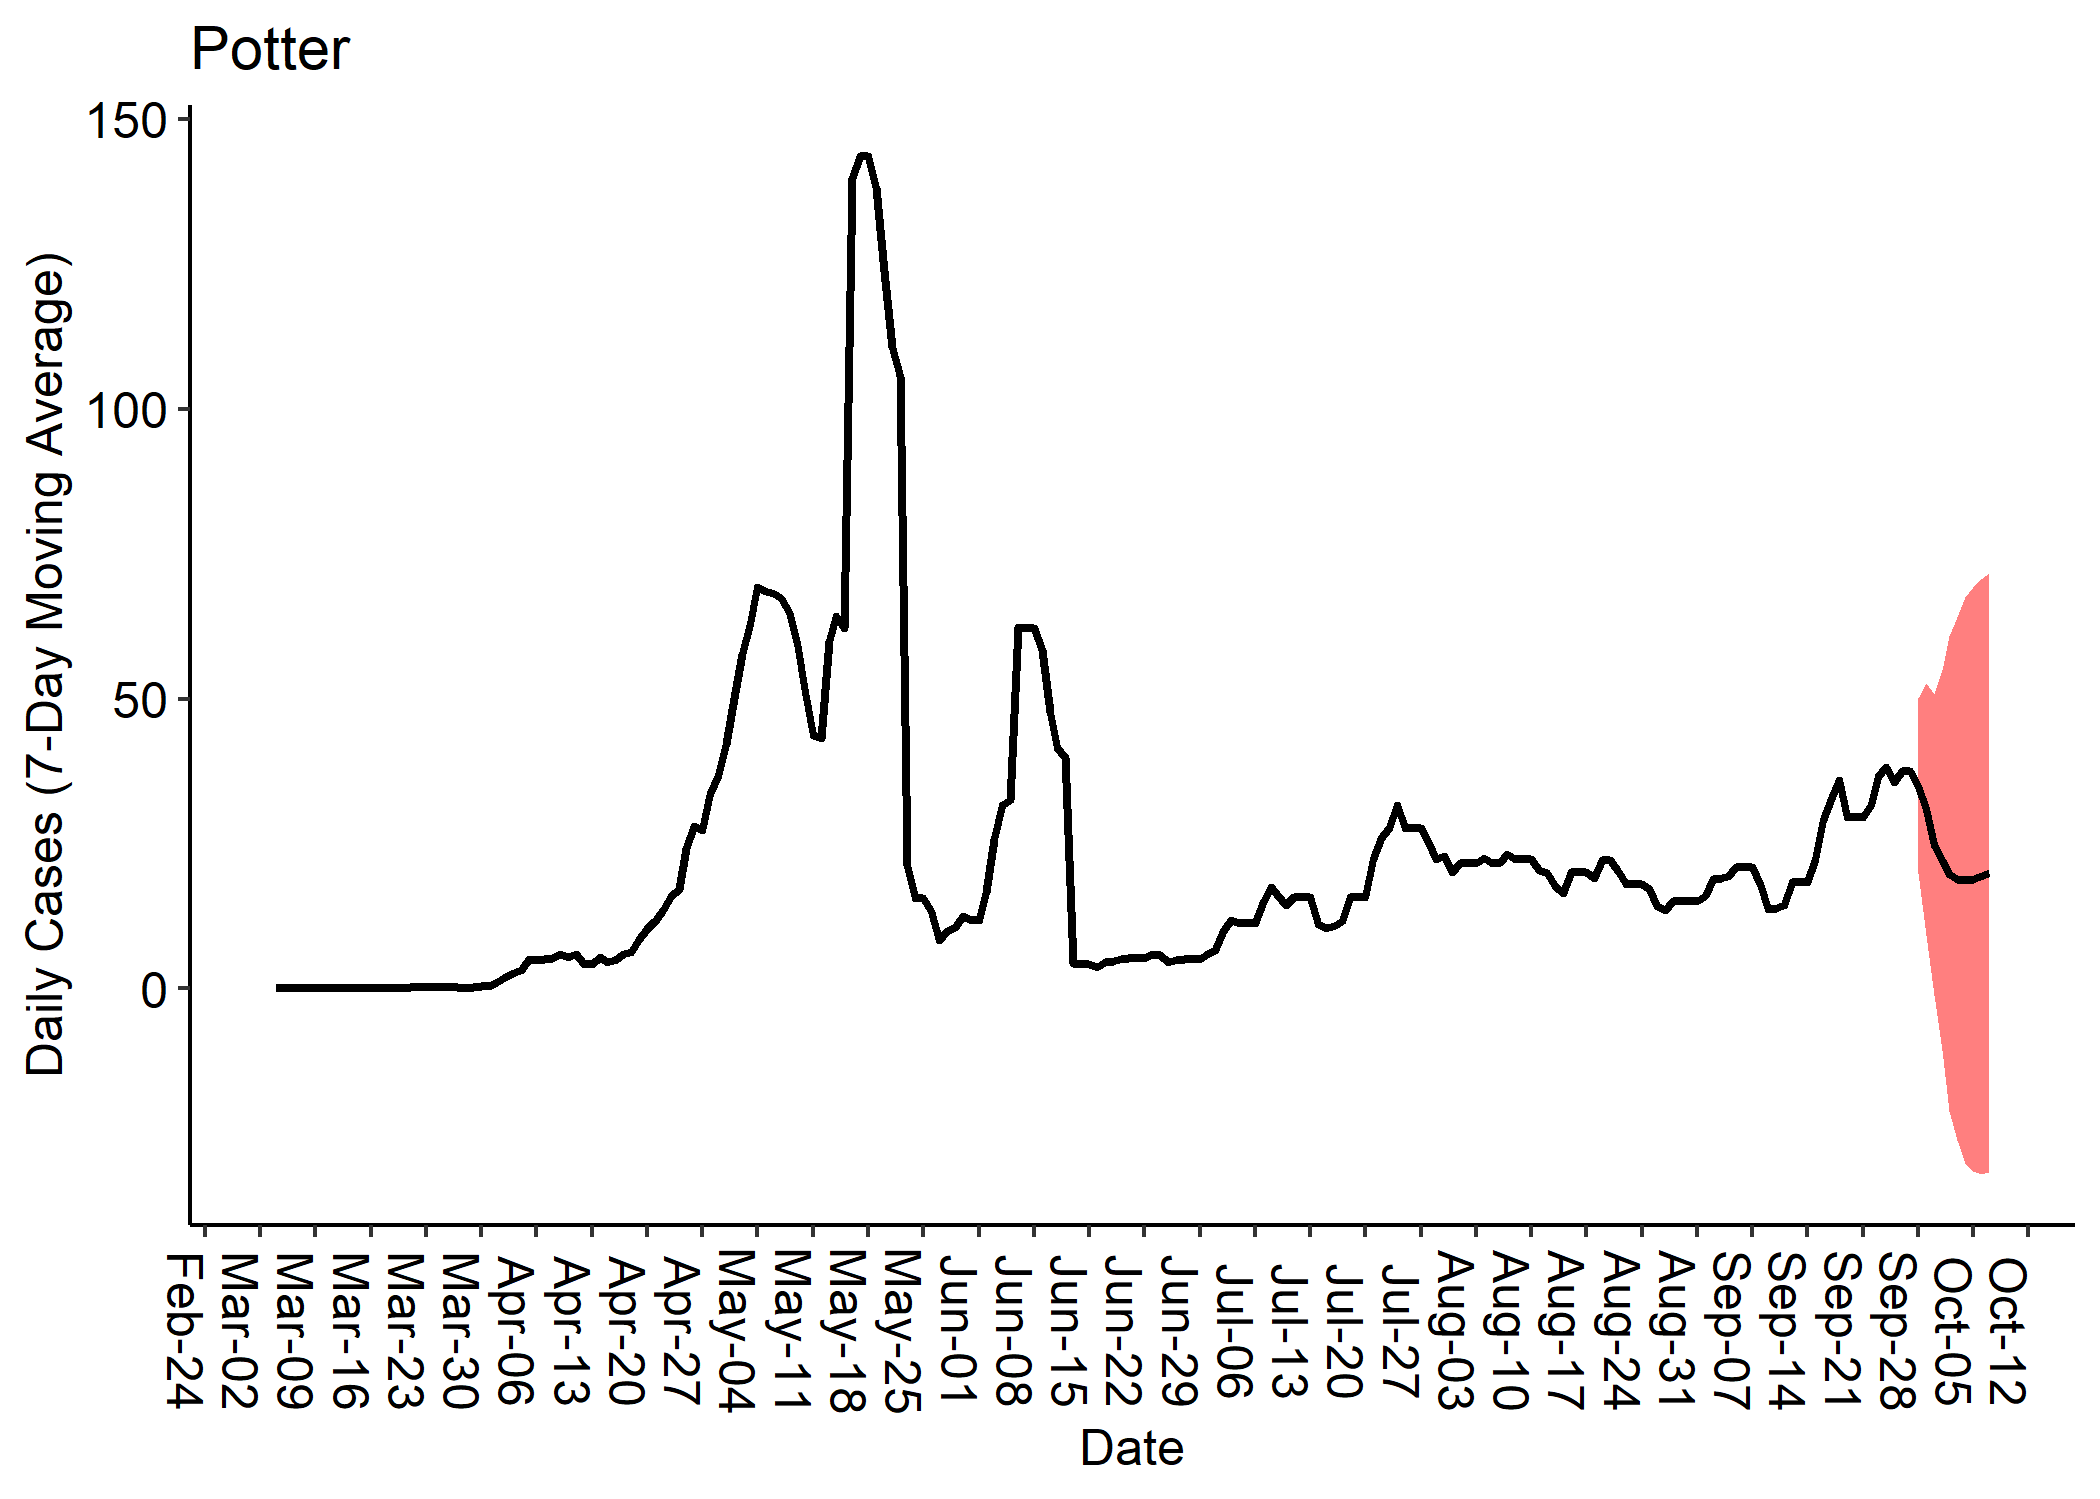 Potter
150
100
50
0
Daily Cases (7-Day Moving Average)
Feb-24
Mar-02
Mar-09
Mar-16
Mar-23
Mar-30
Apr-06
Apr-13
Apr-20
Apr-27
May-04
May-11
May-18
May-25
Jun-01
Jun-08
Jun-15
Jun-22
Jun-29
Jul-06
Jul-13
Jul-20
Jul-27
Aug-03
Aug-10
Aug-17
Aug-24
Aug-31
Sep-07
Sep-14
Sep-21
Sep-28
Oct-05
Oct-12
Date